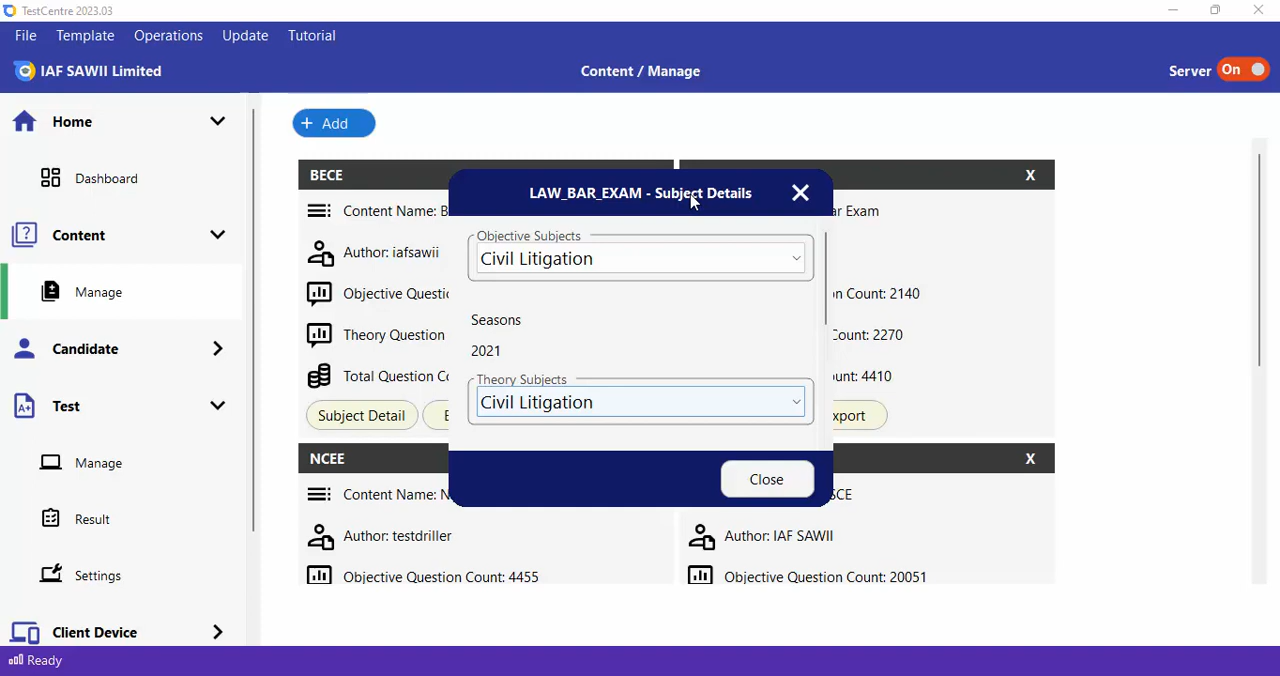 TestCentre 2023.03
File Template Operations Update Tutorial
IAF SAWII Limited
Content / Manage
Server On
Home
Dashboard
Content
Manage
Candidate
Test
Manage
Result
Settings
Client Device
Ready
+ Add
BECE
Content Name: B
Author: iafsawii
Objective Questi
Theory Question
Total Question Co
Subject Detail
E
X
ar Exam
n Count: 2140
Count: 2270
unt: 4410
xport
LAW_BAR_EXAM - Subject Details
Objective Subjects
Civil Litigation
Seasons
2021
Theory Subjects
Civil Litigation
Close
NCEE
Content Name: N
Author: testdriller
Objective Question Count: 4455
X
SCE
Author: IAF SAWII
Objective Question Count: 20051